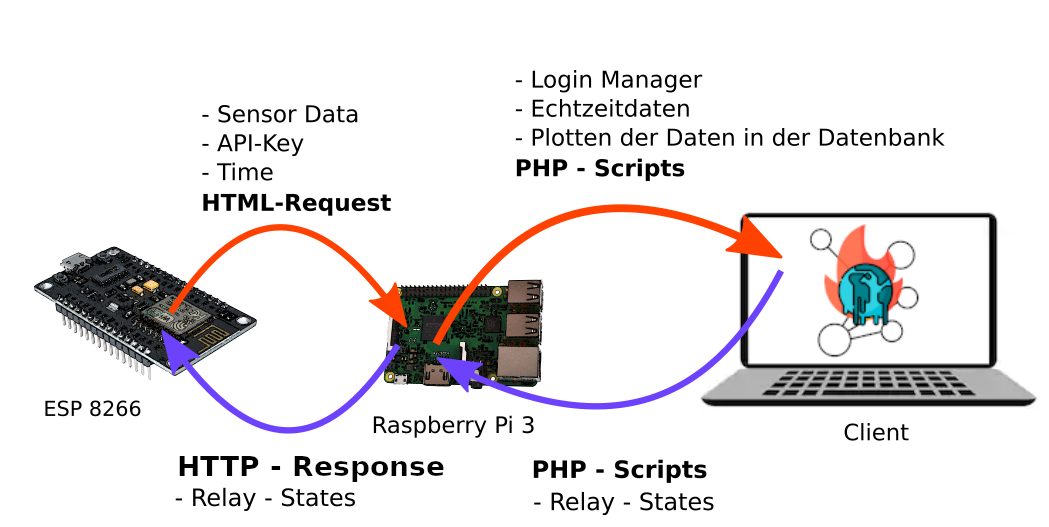 - Login Manager
- Echtzeitdaten
- Plotten der Daten in der Datenbank
PHP - Scripts
- Sensor Data
- API-Key
- Time
HTML-Request
ESP 8266
Raspberry Pi 3
Client
HTTP - Response
- Relay - States
PHP - Scripts
- Relay - States